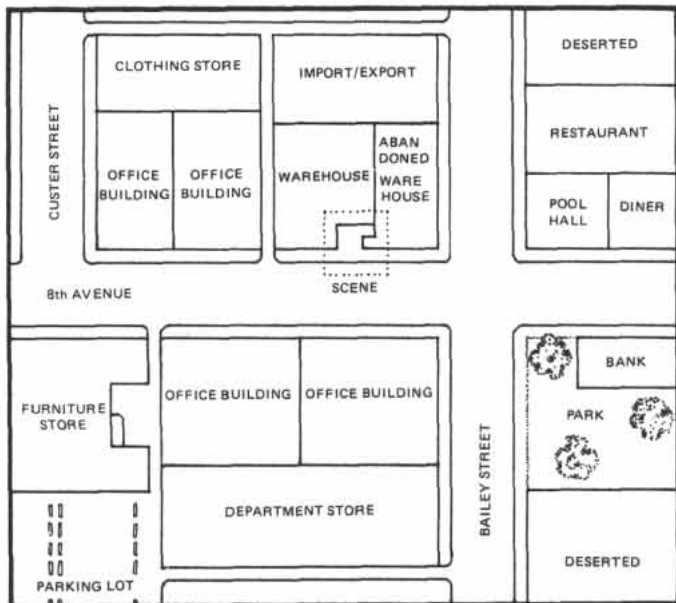 DESERTED
CLOTHING STORE
IMPORT/EXPORT
CUSTER STREET
RESTAURANT
ABAN
DONED
WARE
HOUSE
OFFICE
BUILDING
OFFICE
BUILDING
WAREHOUSE
POOL
HALL
DINER
8th AVENUE
SCENE
BANK
FURNITURE
STORE
OFFICE BUILDING
OFFICE BUILDING
PARK
BAILEY STREET
DEPARTMENT STORE
PARKING LOT
DESERTED